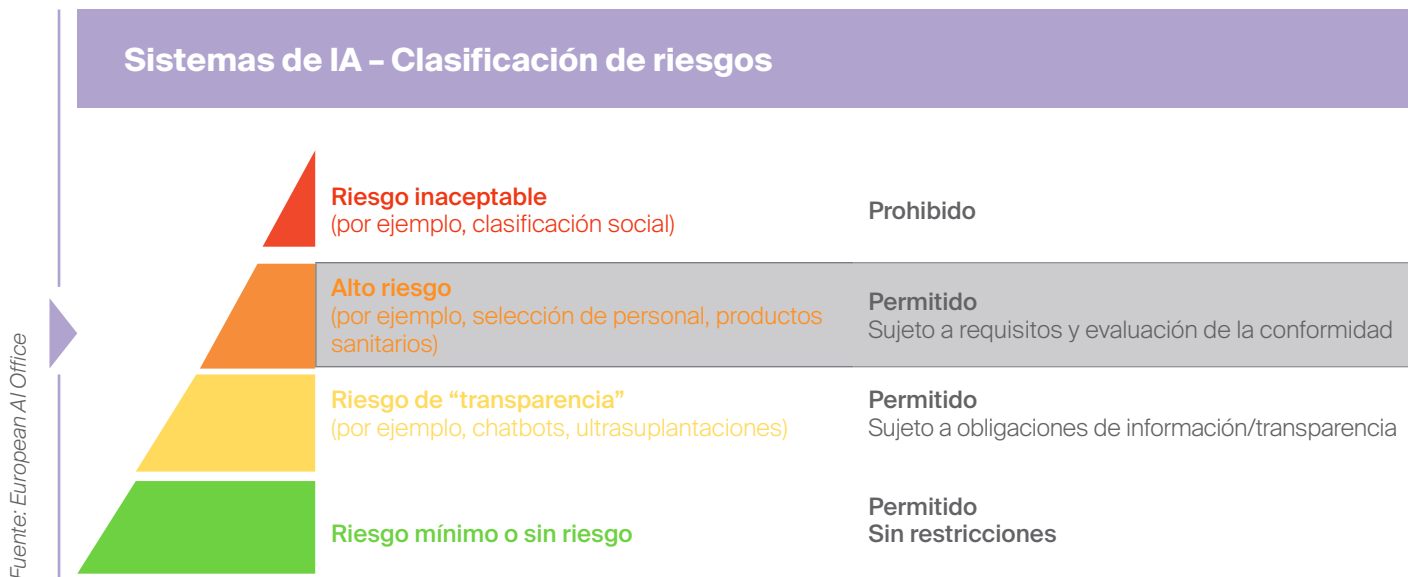 Sistemas de IA – Clasificación de riesgos
Riesgo inaceptable
(por ejemplo, clasificación social)
Prohibido
Alto riesgo
(por ejemplo, selección de personal, productos
sanitarios)
Permitido
Sujeto a requisitos y evaluación de la conformidad
Riesgo de “transparencia”
(por ejemplo, chatbots, ultrasuplantaciones)
Permitido
Sujeto a obligaciones de información/transparencia
Riesgo mínimo o sin riesgo
Permitido
Sin restricciones
Fuente: European AI Office